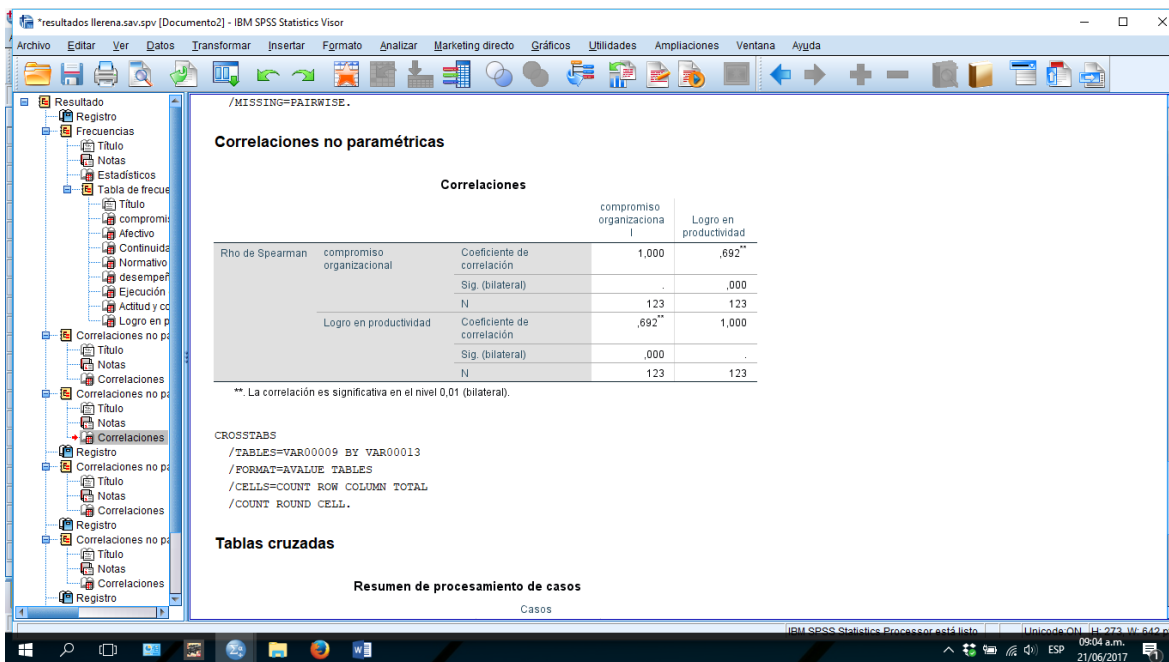 *resultados llerena.sav.spv [Documento2] - IBM SPSS Statistics Visor
Archivo Editar Ver Datos Transformar Insertar Formato Analizar Marketing directo Gráficos Utilidades Ampliaciones Ventana Ayuda
Resultado
Registro
Frecuencias
Título
Notas
Estadísticos
Tabla de frecue
Título
compromis
Afectivo
Continuida
Normativo
desempeñ
Ejecución
Actitud y co
Logro en p
Correlaciones no pa
Título
Notas
Correlaciones
Correlaciones no pa
Título
Notas
Correlaciones
Registro
Correlaciones no pa
Título
Notas
Correlaciones
Registro
Correlaciones no pa
Título
Notas
Correlaciones
Registro
/MISSING=PAIRWISE.
Correlaciones no paramétricas
Correlaciones
compromiso
organizaciona
l
Logro en
productividad
Rho de Spearman compromiso organizacional Coeficiente de correlación 1,000 ,692**
Sig. (bilateral) . ,000
N 123 123
Logro en productividad Coeficiente de correlación ,692** 1,000
Sig. (bilateral) ,000 .
N 123 123
**. La correlación es significativa en el nivel 0,01 (bilateral).
CROSSTABS
/TABLES=VAR00009 BY VAR00013
/FORMAT=AVALUE TABLES
/CELLS=COUNT ROW COLUMN TOTAL
/COUNT ROUND CELL.
Tablas cruzadas
Resumen de procesamiento de casos
Casos
IBM SPSS Statistics Processor está listo Unicode:ON H: 273, W: 642 p
ESP
09:04 a.m.
21/06/2017